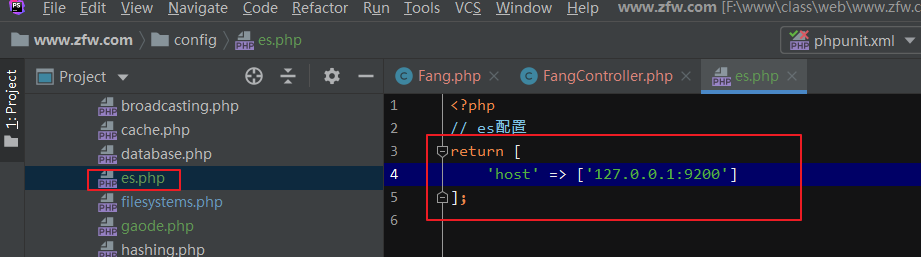 PS File Edit View Navigate Code Refactor Run Tools VCS Window Help www.zfw.com [F:\www\class\web\www.zfw.c
www.zfw.com config es.php phpunit.xml
1: Project
Project
Fang.php FangController.php es.php
broadcasting.php
cache.php
database.php
es.php
filesystems.php
gaode.php
hashing.php
1 <?php
2 // es配置
3 return [
4 'host' => ['127.0.0.1:9200']
5 ];
6